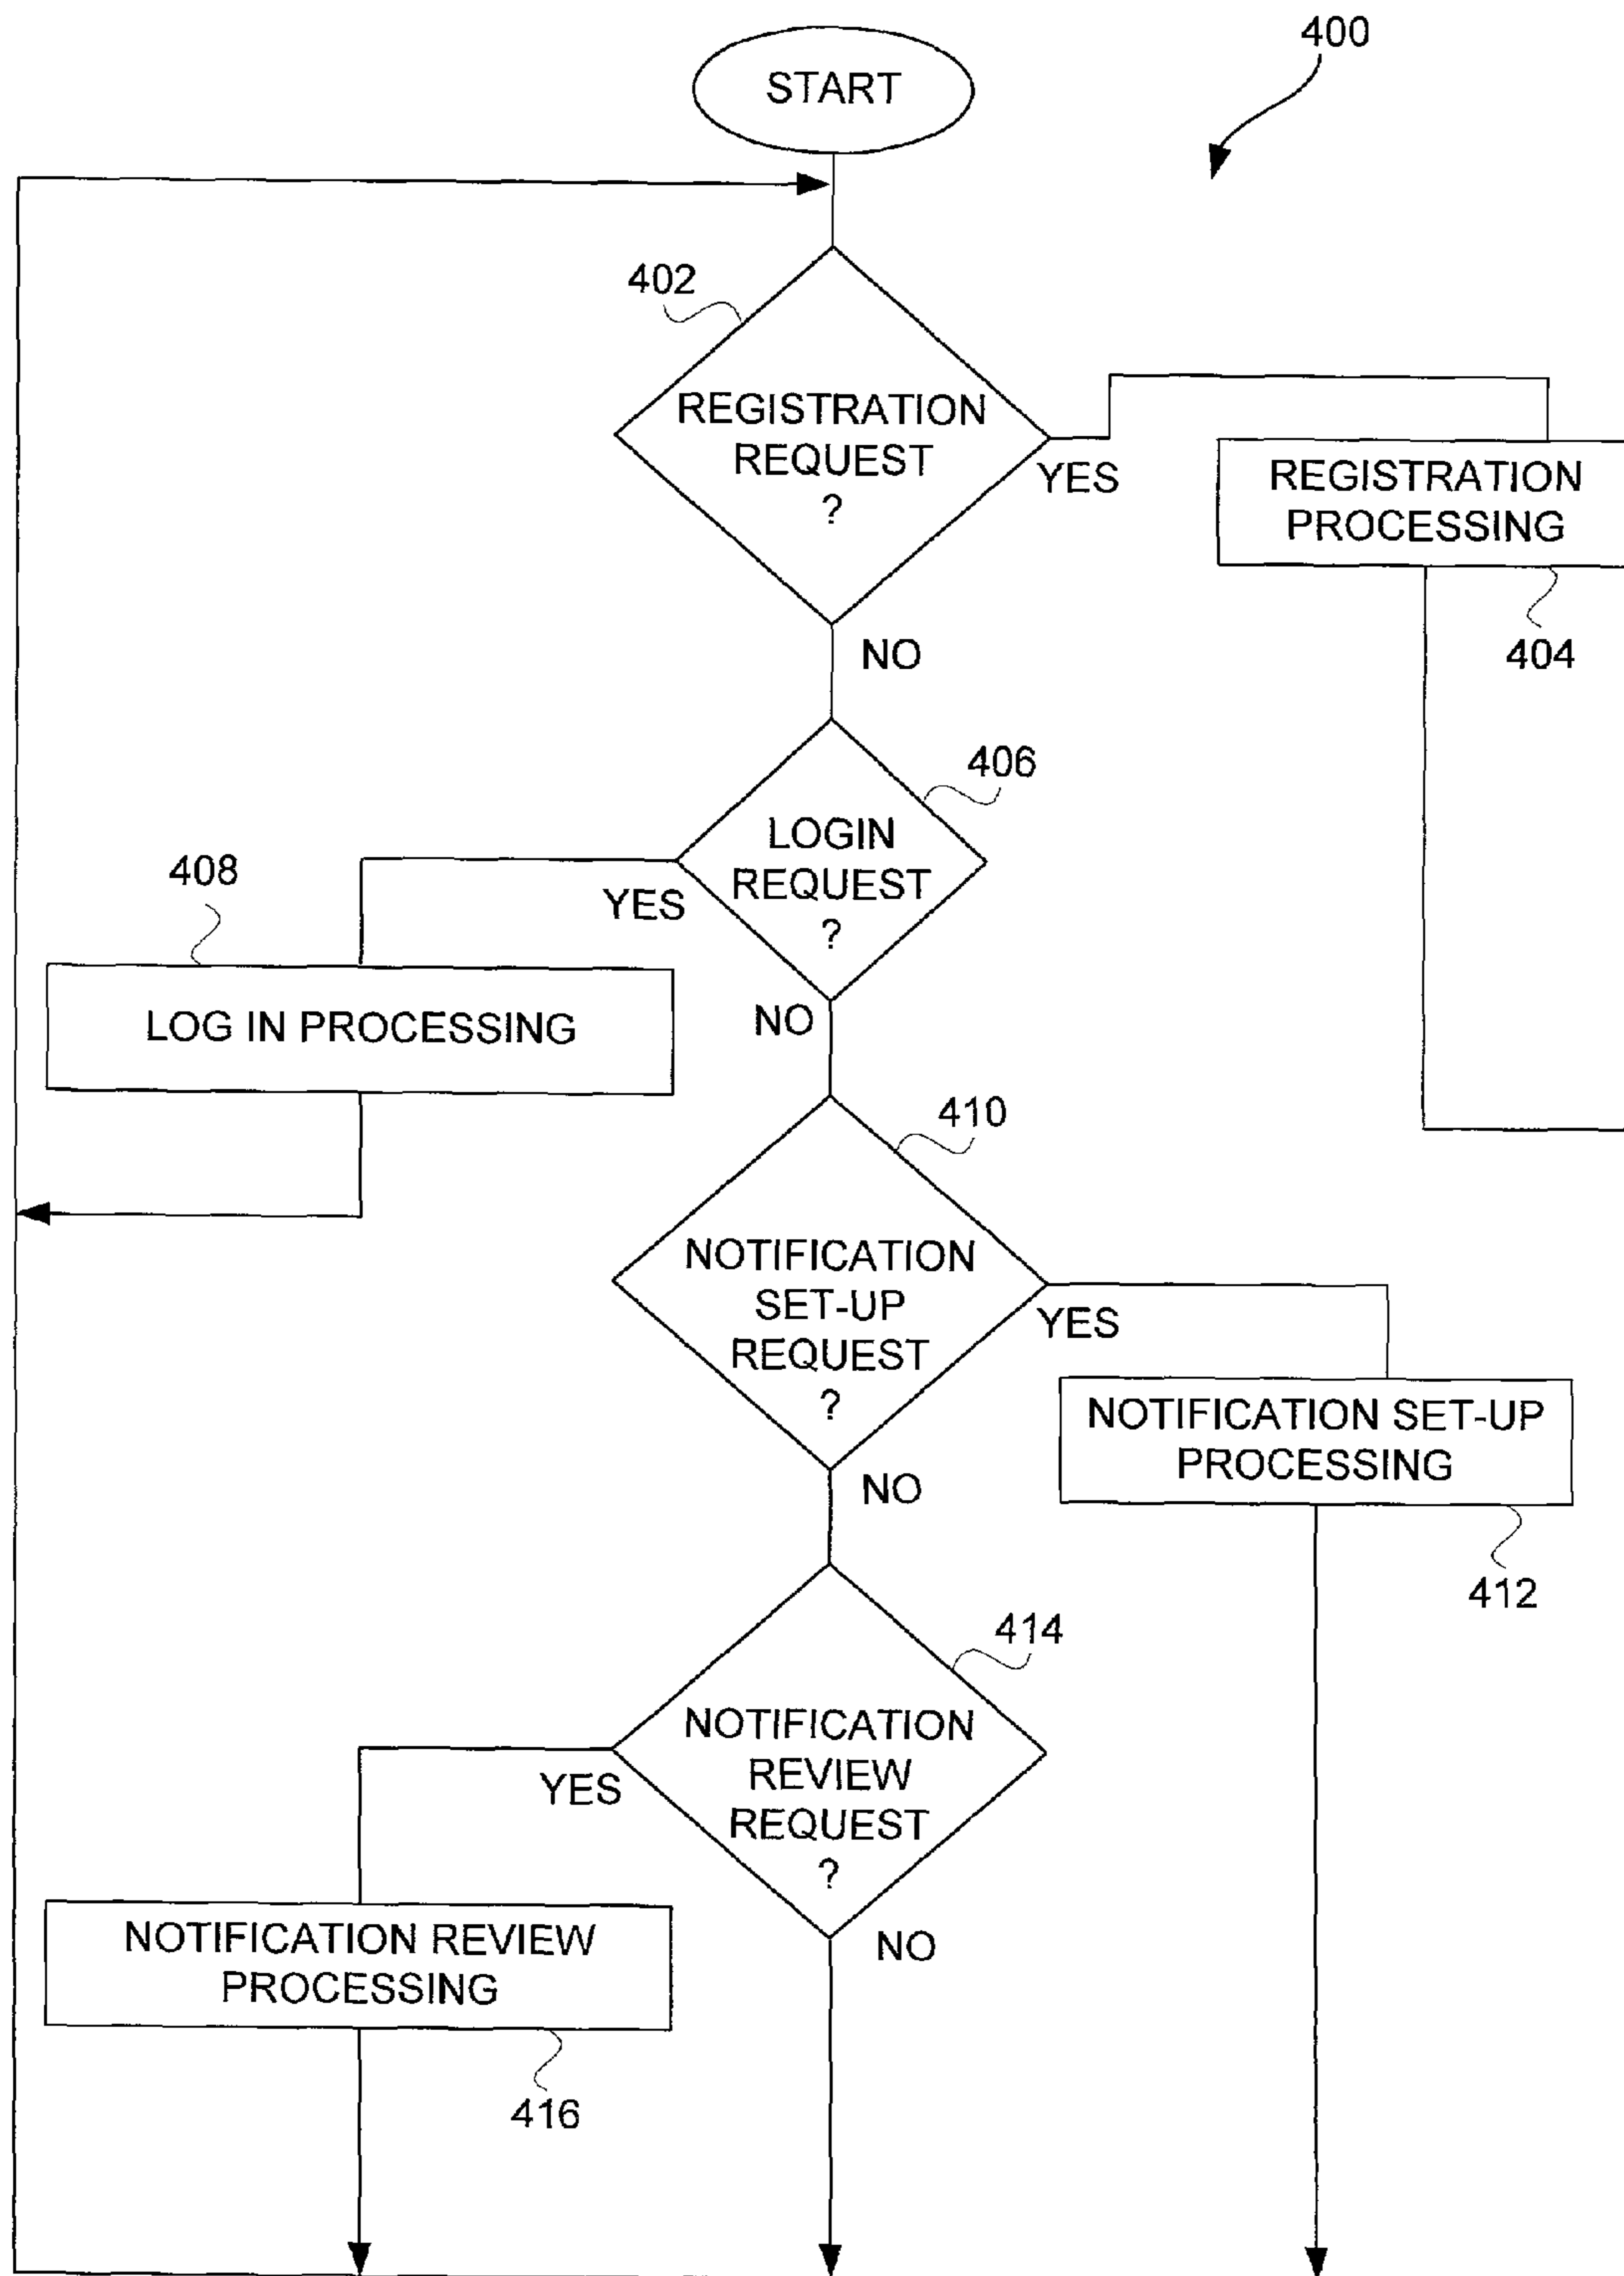 400
START
402
REGISTRATION
REQUEST
?
YES
REGISTRATION
PROCESSING
404
NO
406
LOGIN
REQUEST
?
YES
408
LOG IN PROCESSING
NO
410
NOTIFICATION
SET-UP
REQUEST
?
YES
NOTIFICATION SET-UP
PROCESSING
412
NO
414
NOTIFICATION
REVIEW
REQUEST
?
YES
NOTIFICATION REVIEW
PROCESSING
416
NO